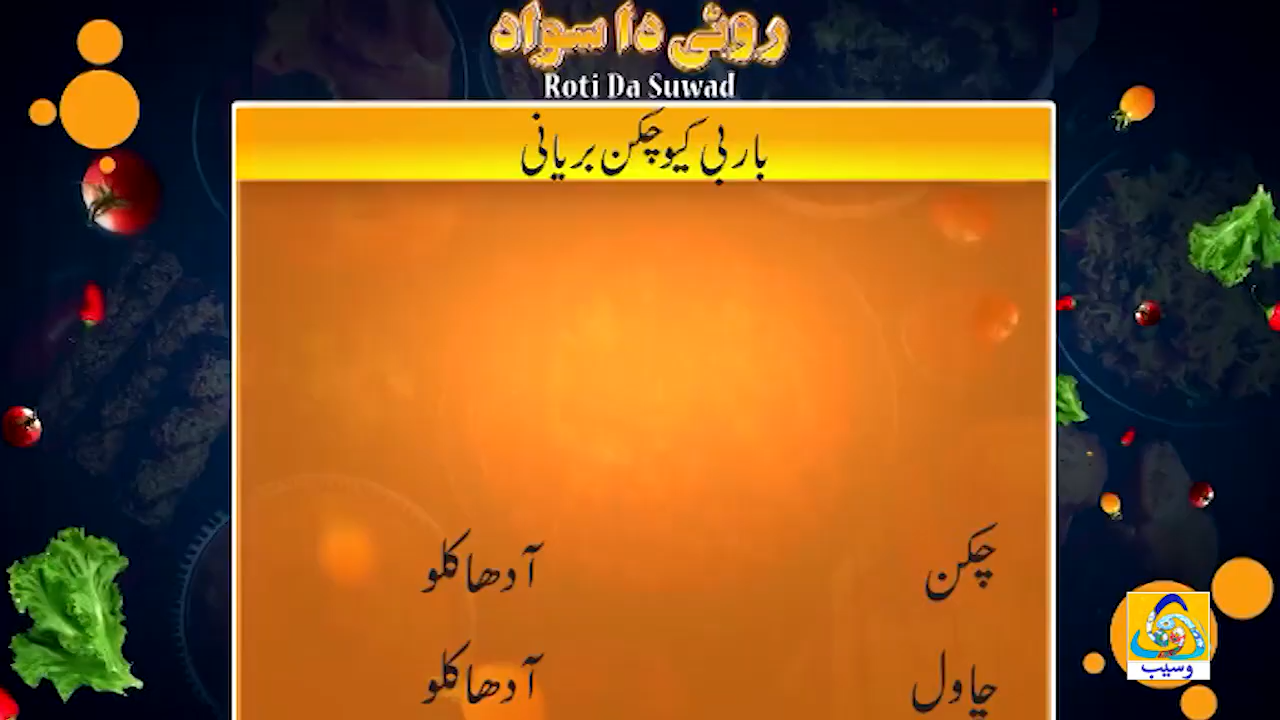 روٹی دا سواد
Roti Da Suwad
باربی کیو چکن بریانی
چکن آدھا کلو
چاول آدھا کلو
وسیب